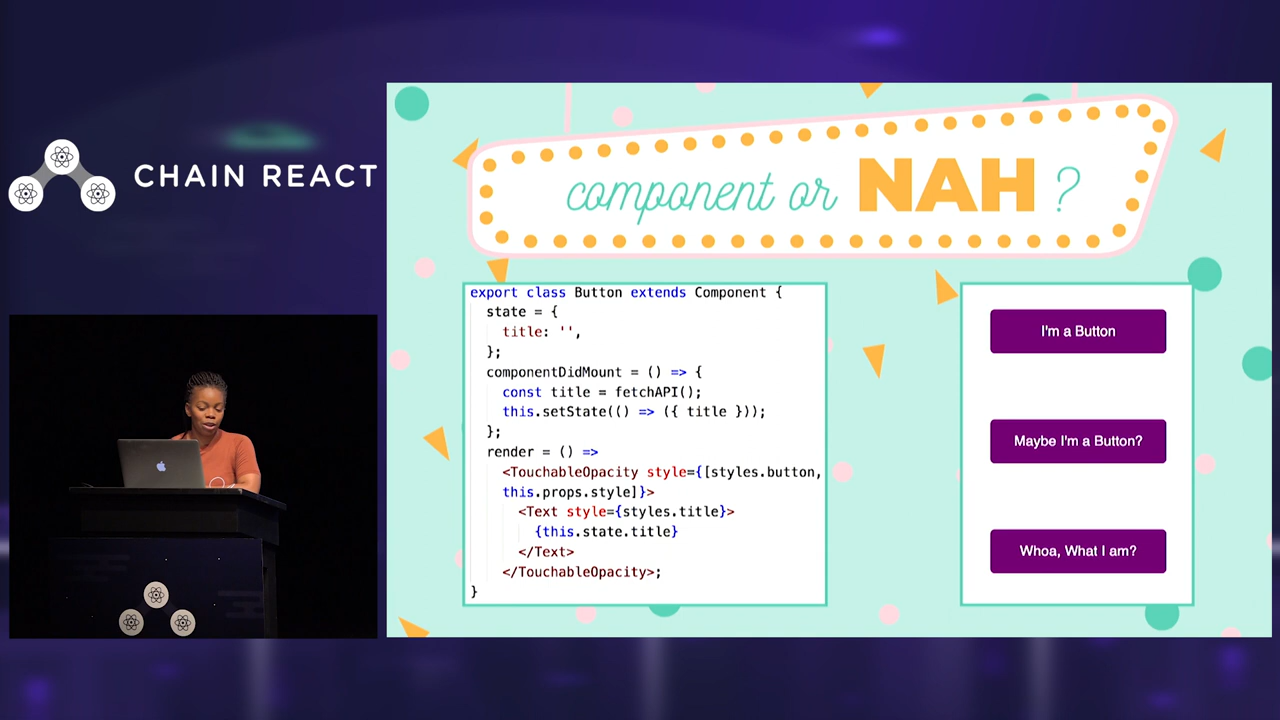 CHAIN REACT
component or NAH ?
export class Button extends Component {
state = {
title: '',
};
componentDidMount = () => {
const title = fetchAPI();
this.setState(() => ({ title }));
};
render = () =>
<TouchableOpacity style={[styles.button,
this.props.style]}>
<Text style={styles.title}>
{this.state.title}
</Text>
</TouchableOpacity>;
}
I'm a Button
Maybe I'm a Button?
Whoa, What I am?